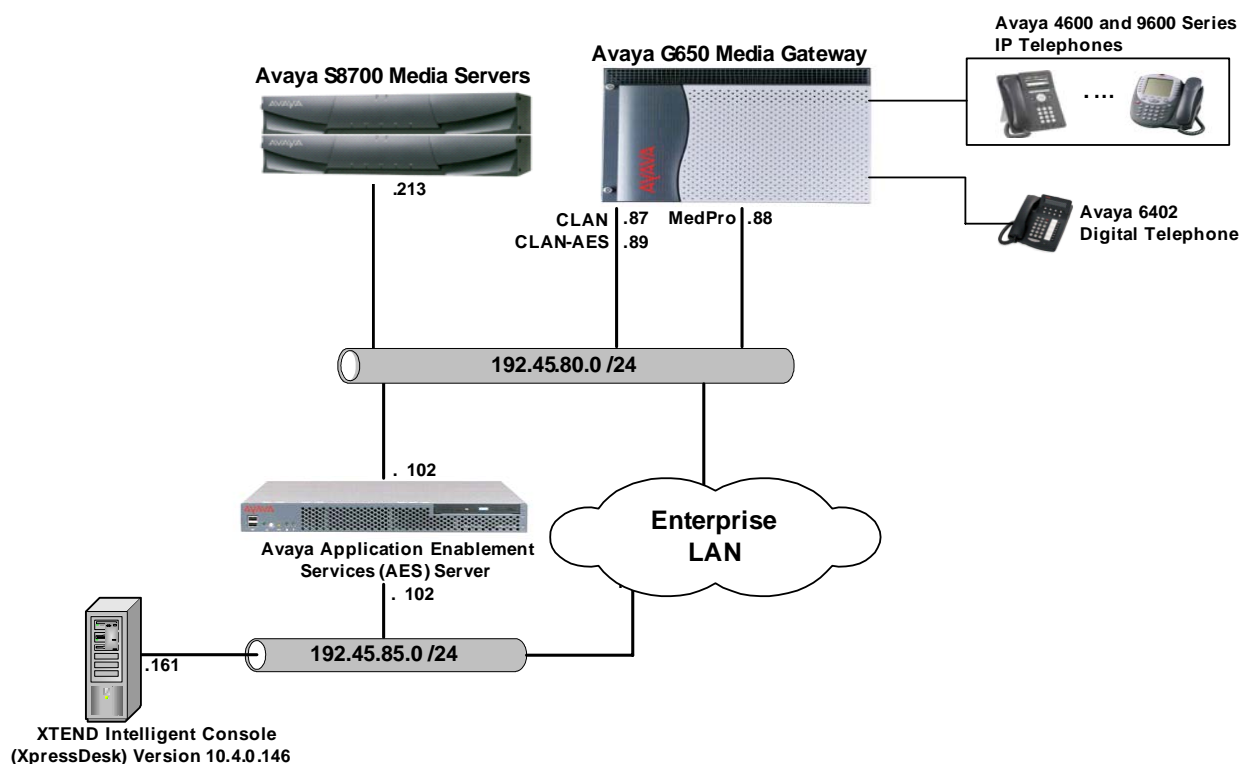 Avaya 4600 and 9600 Series
IP Telephones
Avaya G650 Media Gateway
Avaya S8700 Media Servers
. ...
AVAYA
.213
CLAN .87 MedPro .88
CLAN-AES .89
Avaya 6402
Digital Telephone
192.45.80.0 /24
. 102
AVAYA
Enterprise
LAN
Avaya Application Enablement
Services (AES) Server
. 102
.161
192.45.85.0 /24
XTEND Intelligent Console
(XpressDesk) Version 10.4.0.146